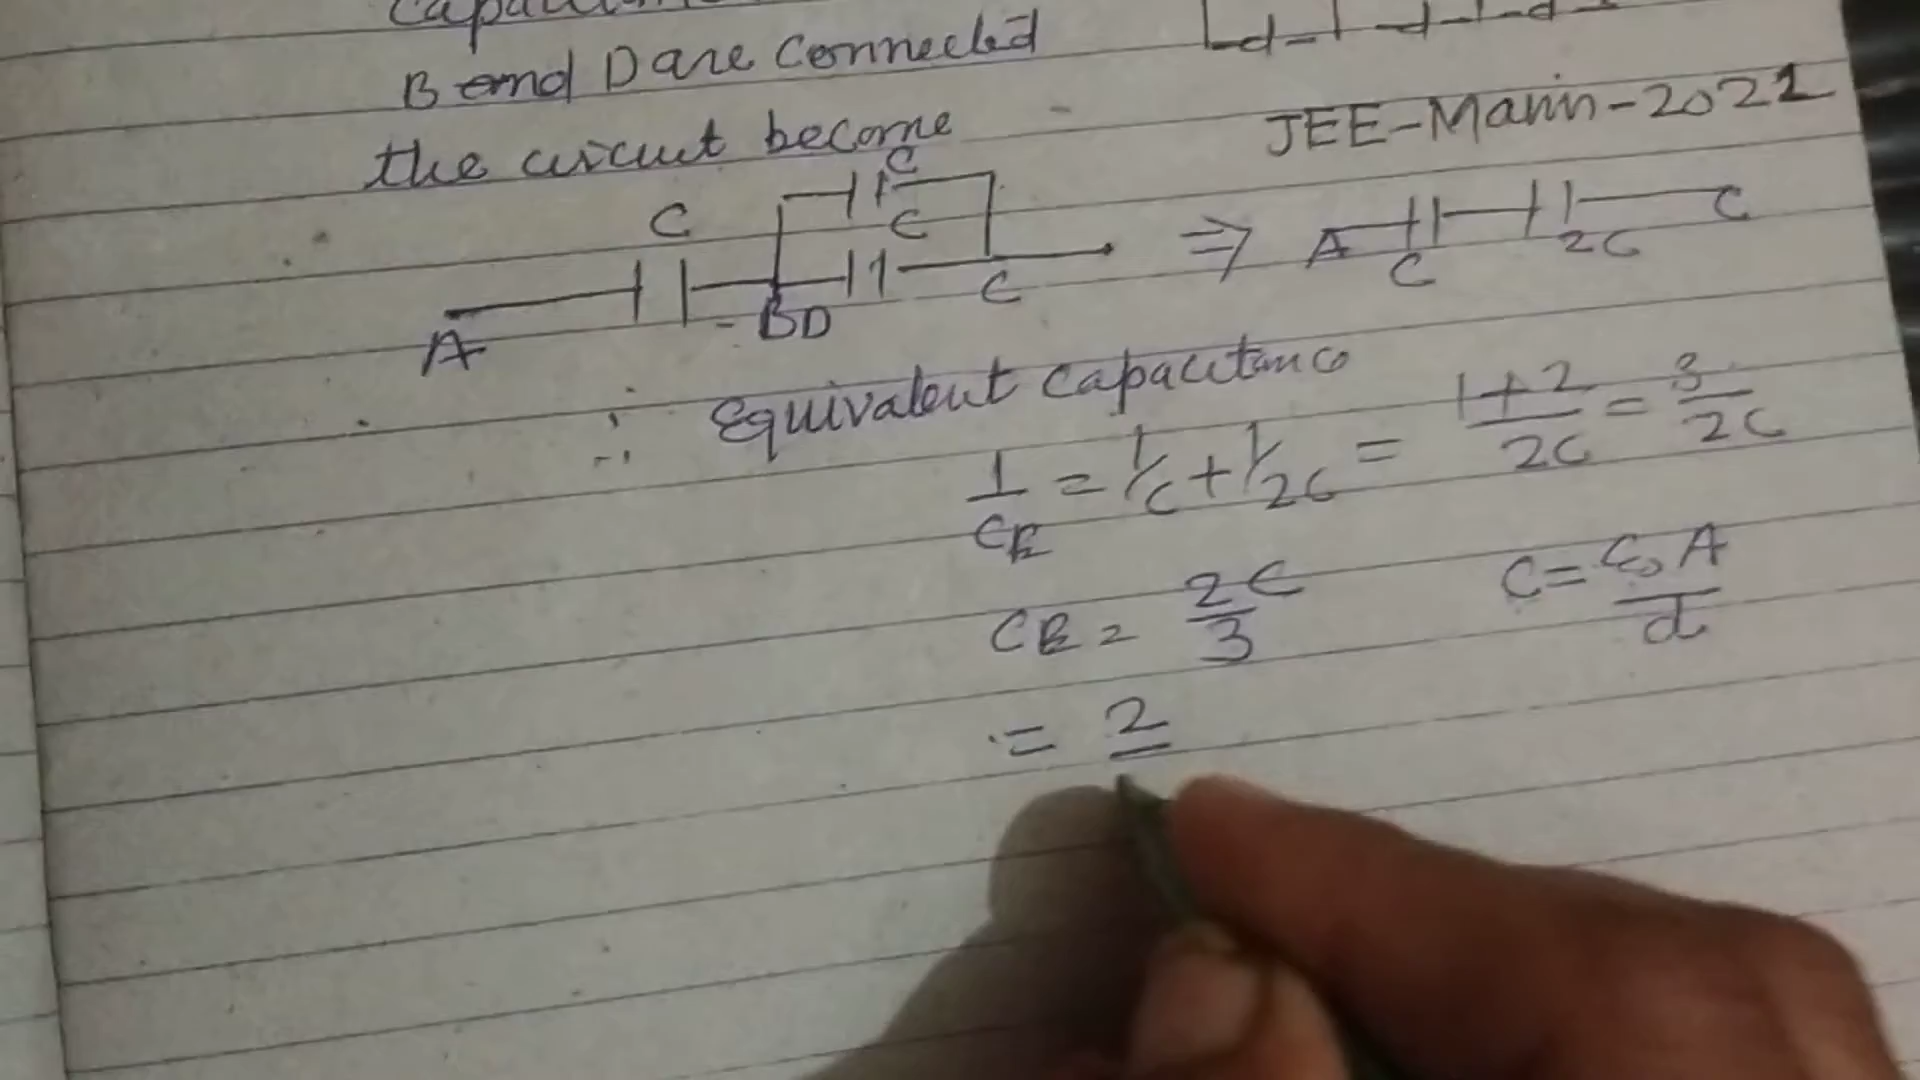 B and D are Connected
-d- -d- -d-
the circuit become
JEE-Main-2021
C
C
C
A
BD
C
⇒
A
C
2C
C
∴ Equivalent Capacitance
1/CE = 1/C + 1/2C = 1+2/2C = 3/2C
CE = 2C/3
C = ε0A/d
= 2